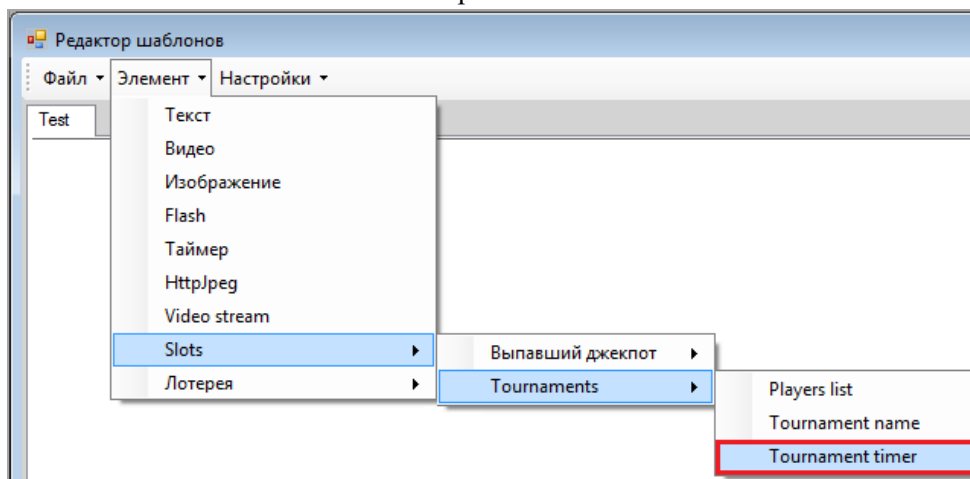 Редактор шаблонов
Файл Элемент Настройки
Test
Текст
Видео
Изображение
Flash
Таймер
HttpJpeg
Video stream
Slots
Лотерея
Выпавший джекпот
Tournaments
Players list
Tournament name
Tournament timer